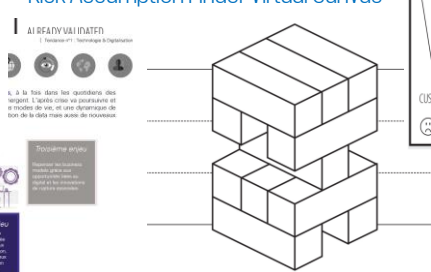 Risk Assumption Finder Virtual Canvas
ALREADY VALIDATED
Tendance n°1 : Technologie & Digitalisation
s, à la fois dans les quotidiens des
ergent. L'après crise va poursuivre et
e modes de vie, et une dynamique de
tion de la data mais aussi de nouveaux
Troisième enjeu
Repenser les business
models grâce aux
opportunités liées au
digital et les innovations
de rupture associées
CUS
jeu